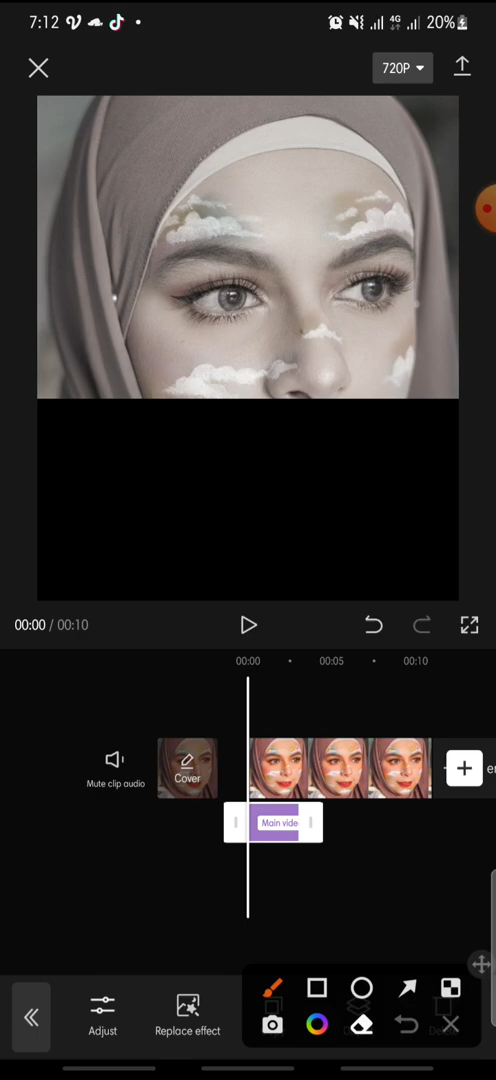 7:12
4G
20%
720P
00:00 / 00:10
00:00
00:05
00:10
Mute clip audio
Cover
Main vide
Adjust
Replace effect